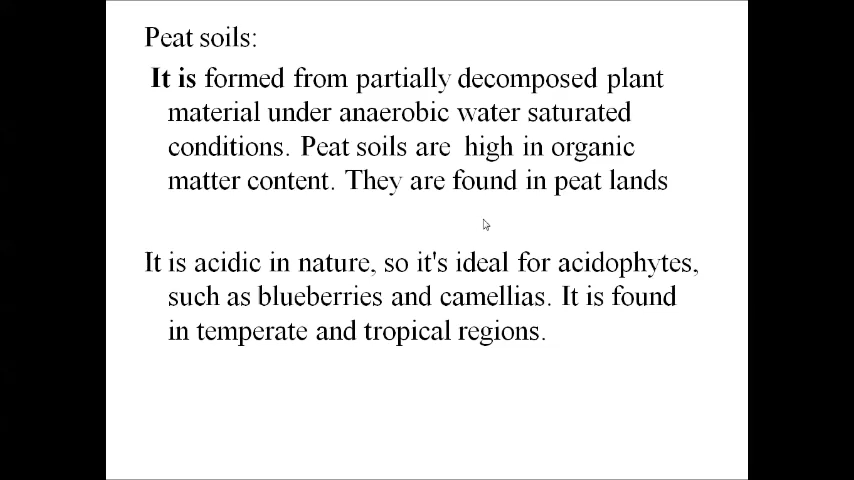 Peat soils:
It is formed from partially decomposed plant
material under anaerobic water saturated
conditions. Peat soils are high in organic
matter content. They are found in peat lands
It is acidic in nature, so it's ideal for acidophytes,
such as blueberries and camellias. It is found
in temperate and tropical regions.